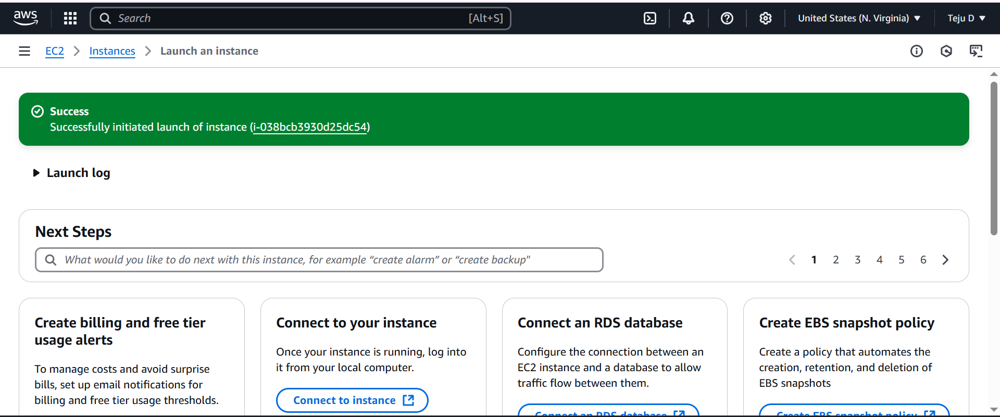 aws
Search
[Alt+S]
United States (N. Virginia)
Teju D
EC2
Instances
Launch an instance
Success
Successfully initiated launch of instance (i-038bcb3930d25dc54)
Launch log
Next Steps
What would you like to do next with this instance, for example “create alarm” or “create backup"
1 2 3 4 5 6
Create billing and free tier
usage alerts
To manage costs and avoid surprise
bills, set up email notifications for
billing and free tier usage thresholds.
Connect to your instance
Once your instance is running, log into
it from your local computer.
Connect to instance
Connect an RDS database
Configure the connection between an
EC2 instance and a database to allow
traffic flow between them.
Connect an RDS database
Create EBS snapshot policy
Create a policy that automates the
creation, retention, and deletion of
EBS snapshots
Create EBS snapshot policy